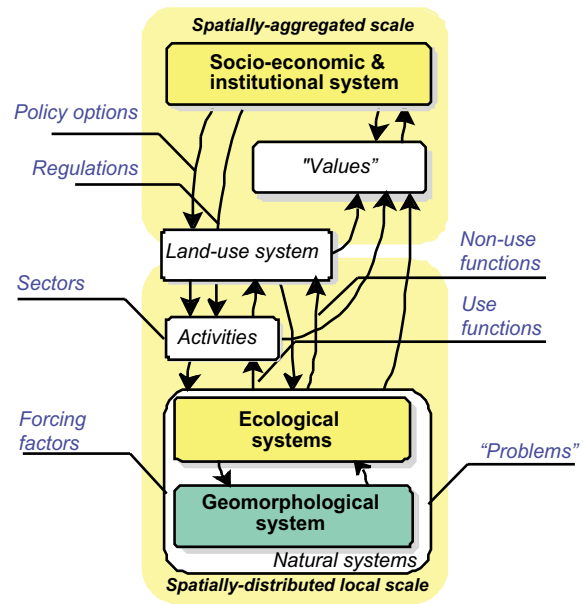 Spatially-aggregated scale
Socio-economic &
institutional system
Policy options
"Values”
Regulations
Land-use system
Non-use
functions
Sectors
Use
functions
Activities
Forcing
factors
Ecological
systems
“Problems”
Geomorphological
system
Natural systems
Spatially-distributed local scale